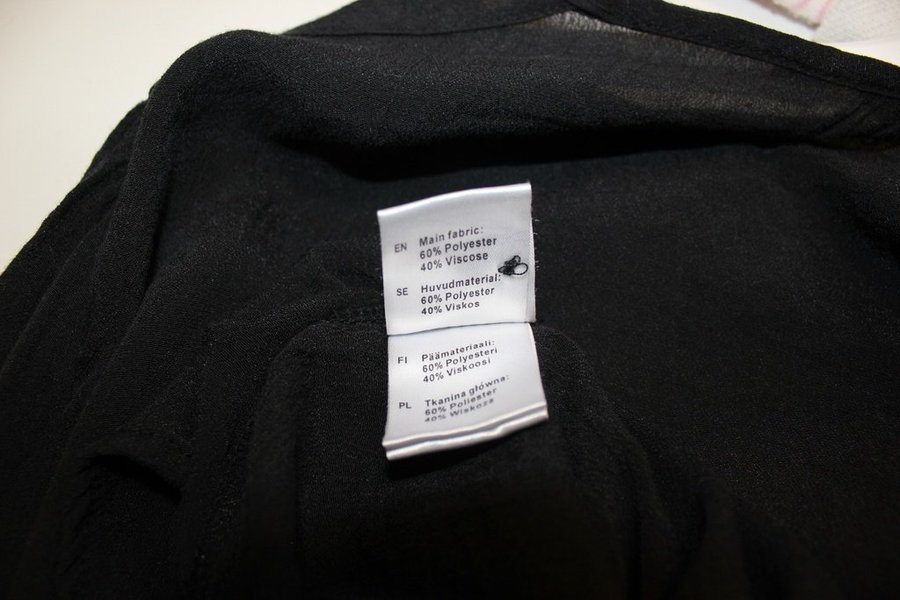 EN Main fabric:
60% Polyester
40% Viscose
SE Huvudmaterial:
60% Polyester
40% Viskos
FI Päämateriaali:
60% Polyesteri
40% Viskoosi
PL Tkanina główna:
60% Poliester
40% Wiskoza